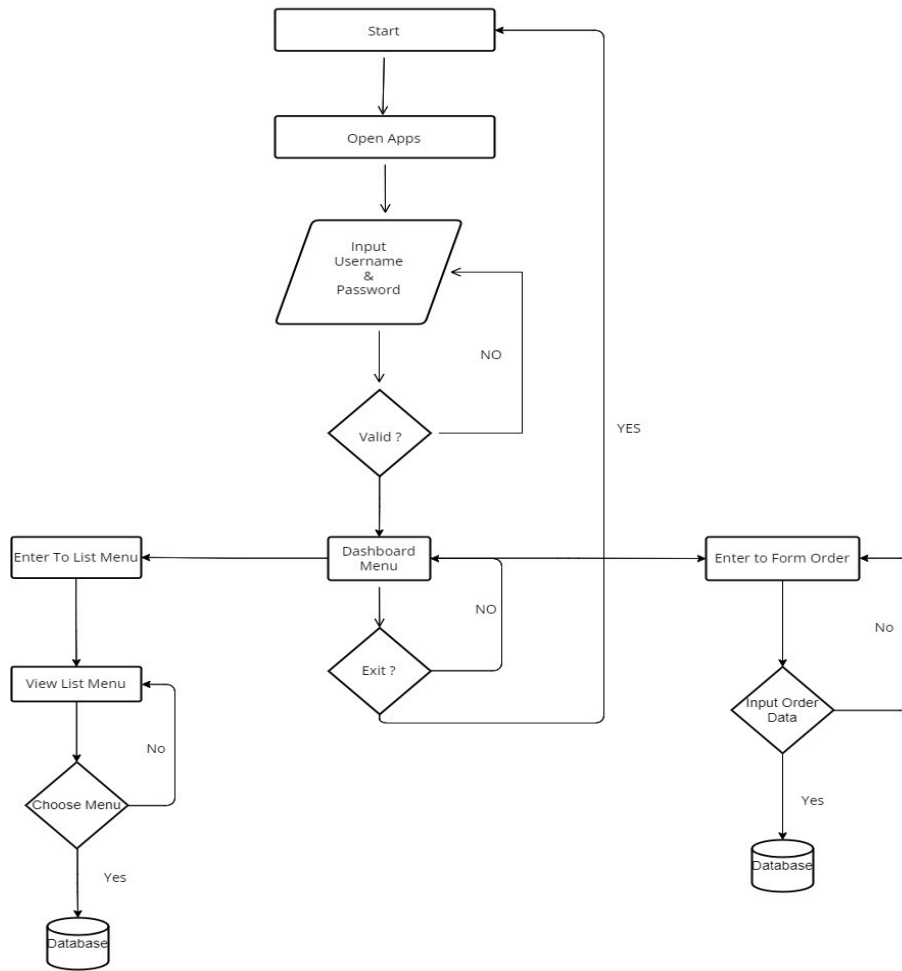 Start
Open Apps
Input
Username
&
Password
NO
Valid ?
YES
Enter To List Menu
Dashboard
Menu
Enter to Form Order
NO
No
View List Menu
Exit ?
Input Order
Data
No
Choose Menu
Yes
Database
Yes
Database